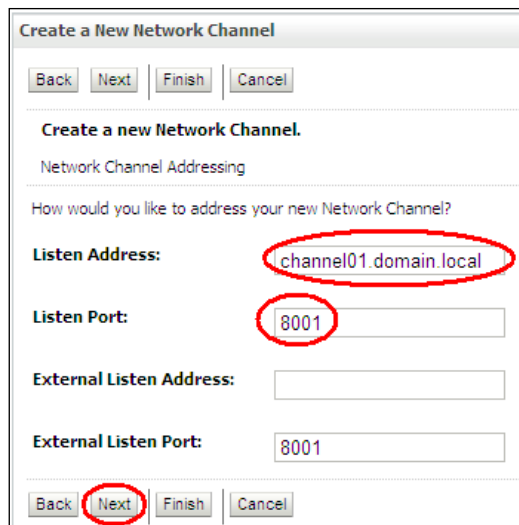 Create a New Network Channel
Back Next Finish Cancel
Create a new Network Channel.
Network Channel Addressing
How would you like to address your new Network Channel?
Listen Address: channel01.domain.local
Listen Port: 8001
External Listen Address:
External Listen Port: 8001
Back Next Finish Cancel